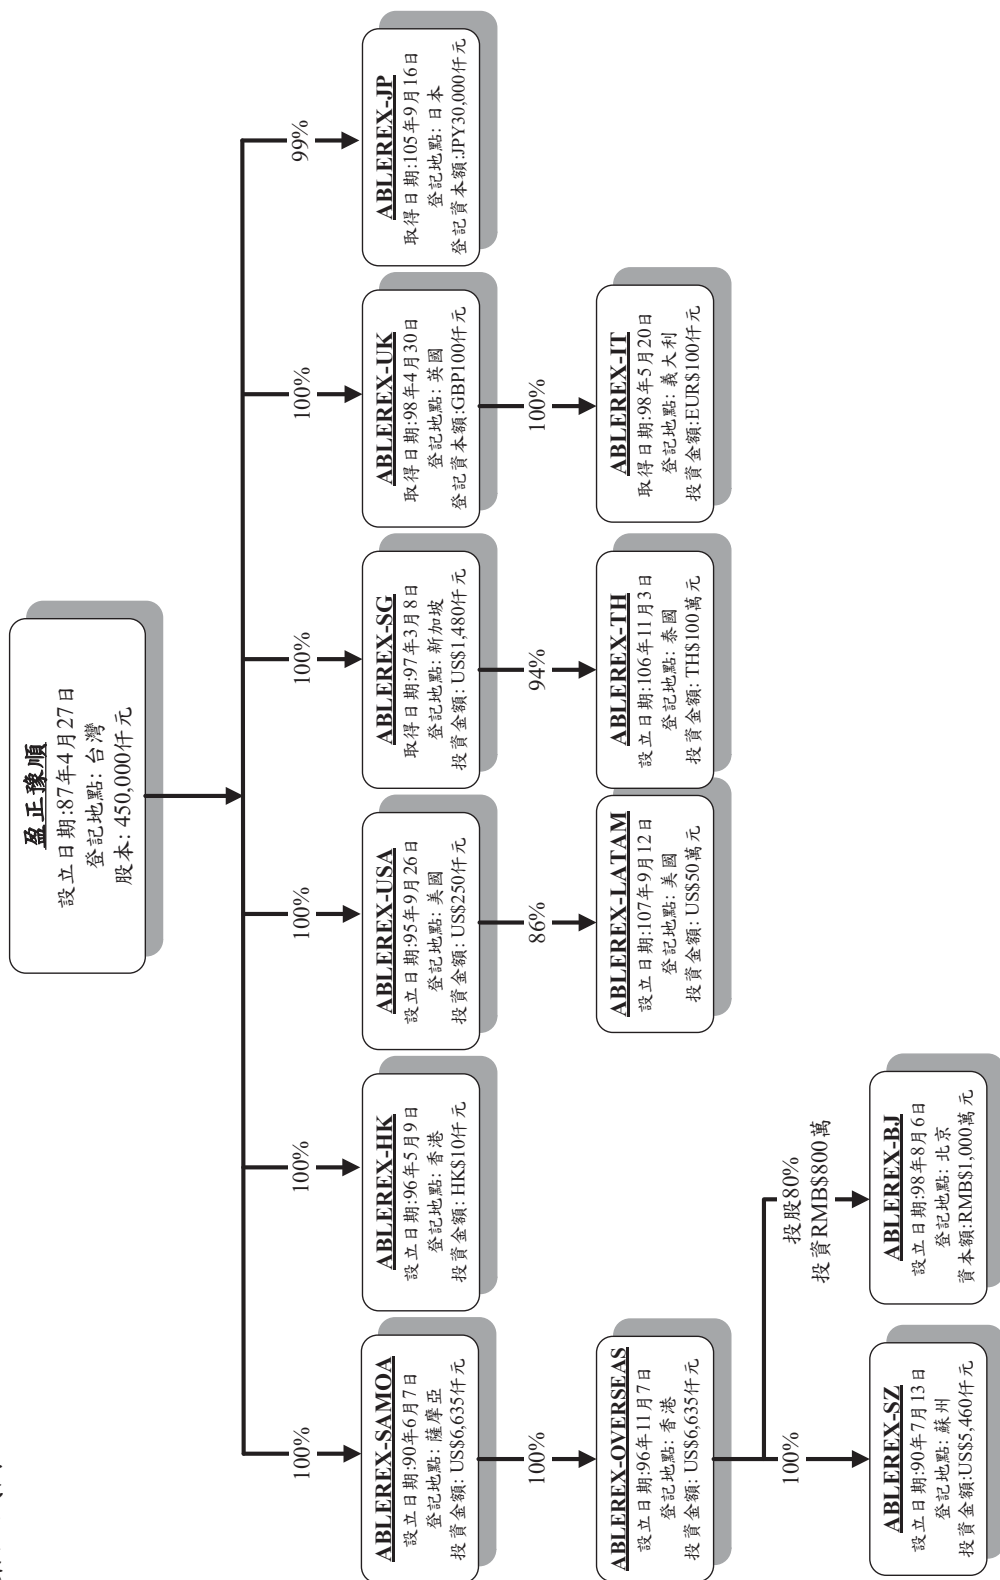 盈正豫順
設立日期:87年4月27日
登記地點: 台灣
股本: 450,000仟元
100%
100%
100%
100%
100%
99%
ABLEREX-SAMOA
設立日期:90年6月7日
登記地點: 薩摩亞
投資金額: US$6,635仟元
ABLEREX-HK
設立日期:96年5月9日
登記地點: 香港
投資金額: HK$10仟元
ABLEREX-USA
設立日期:95年9月26日
登記地點: 美國
投資金額: US$250仟元
ABLEREX-SG
取得日期:97年3月8日
登記地點: 新加坡
投資金額: US$1,480仟元
ABLEREX-UK
取得日期:98年4月30日
登記地點: 英國
登記資本額:GBP100仟元
ABLEREX-JP
取得日期:105年9月16日
登記地點: 日本
登記資本額:JPY30,000仟元
100%
86%
94%
100%
ABLEREX-OVERSEAS
設立日期:96年11月7日
登記地點: 香港
投資金額: US$6,635仟元
ABLEREX-LATAM
設立日期:107年9月12日
登記地點: 美國
投資金額: US$50萬元
ABLEREX-TH
設立日期:106年11月3日
登記地點: 泰國
投資金額: TH$100萬元
ABLEREX-IT
取得日期:98年5月20日
登記地點: 義大利
投資金額:EUR$100仟元
100%
投股80%
投資RMB$800萬
ABLEREX-SZ
設立日期:90年7月13日
登記地點: 蘇州
投資金額:US$5,460仟元
ABLEREX-BJ
設立日期:98年8月6日
登記地點: 北京
資本額:RMB$1,000萬元